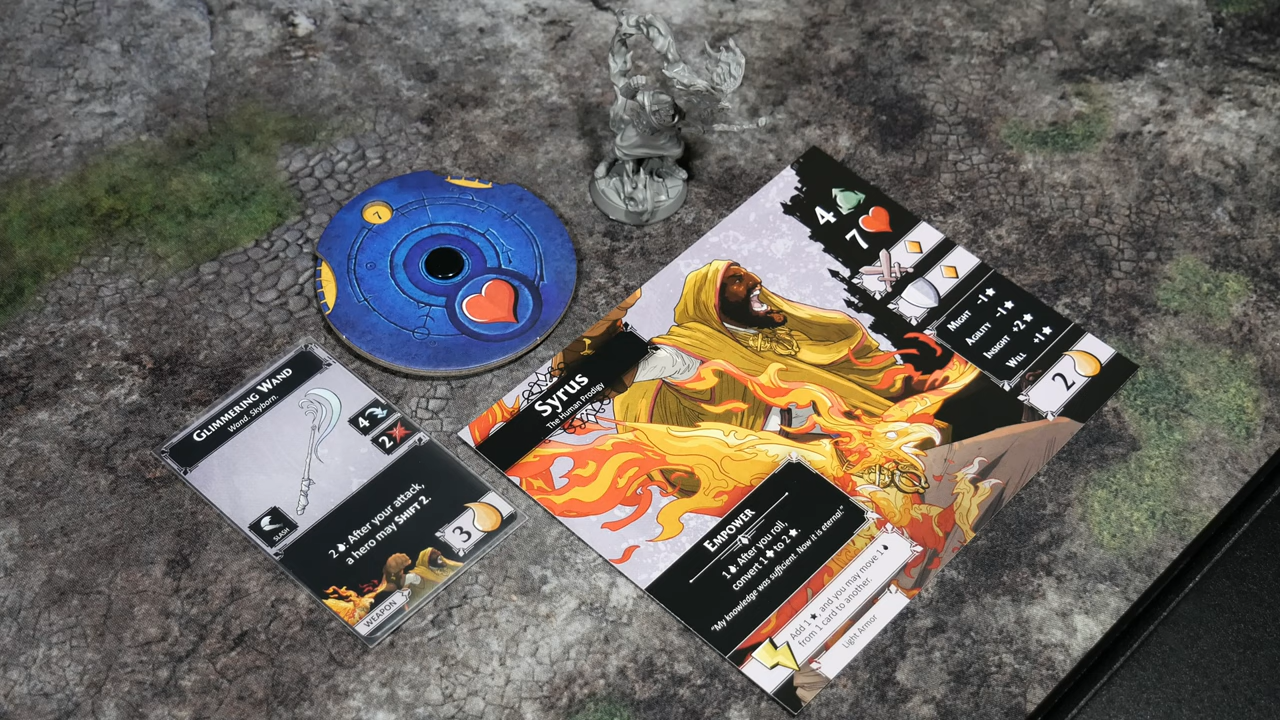 7
GLIMMERING WAND
Wand. Skyborn.
4
2
SLASH
2 : After your attack,
a hero may SHIFT 2.
3
WEAPON
4
7
MIGHT -1
AGILITY -1
INSIGHT +2
WILL +1
2
Syrus
The Human Prodigy
EMPOWER
1 : After you roll,
convert 1 to 2 .
"My knowledge was sufficient. Now it is eternal."
Add 1 , and you may move 1
from 1 card to another.
Light Armor